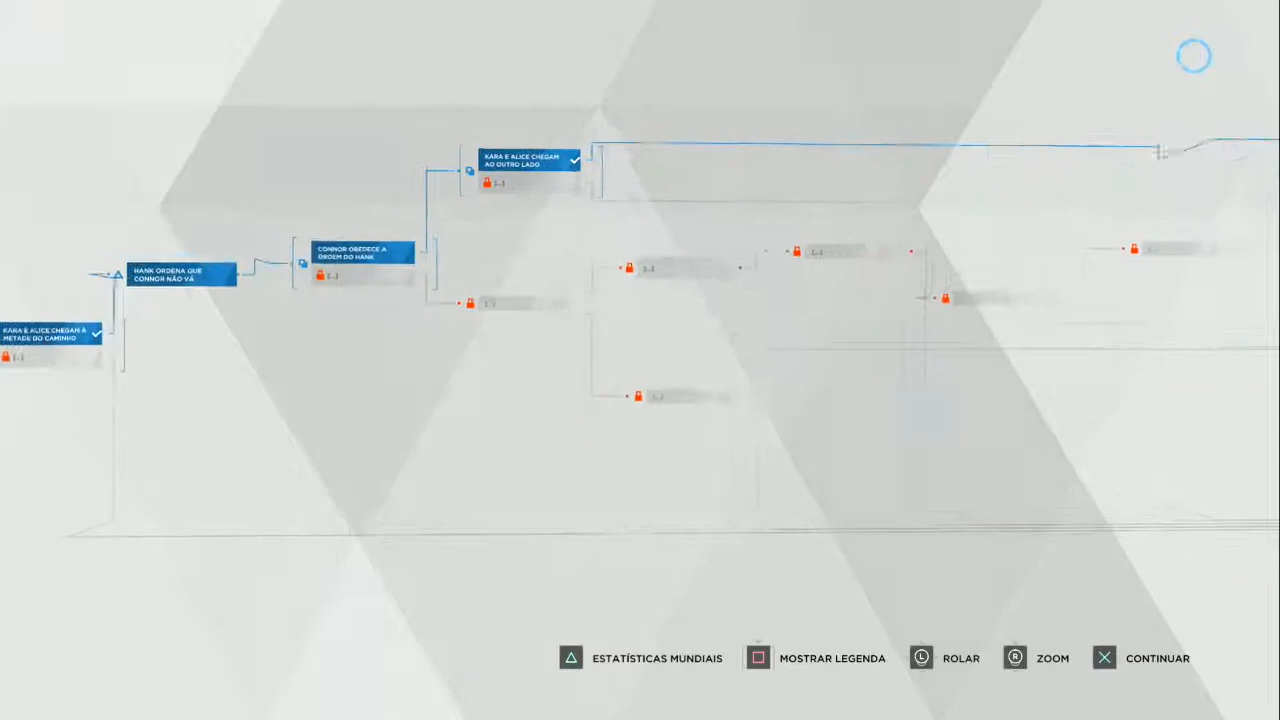 KARA E ALICE CHEGAM
AO OUTRO LADO
[...]
CONNOR OBEDECE A
ORDEM DO HANK
[...]
HANK ORDENA QUE
CONNOR NÃO VÁ
KARA E ALICE CHEGAM À
METADE DO CAMINHO
[...]
[...]
[...]
[...]
ESTATÍSTICAS MUNDIAIS
MOSTRAR LEGENDA
L ROLAR
R ZOOM
CONTINUAR